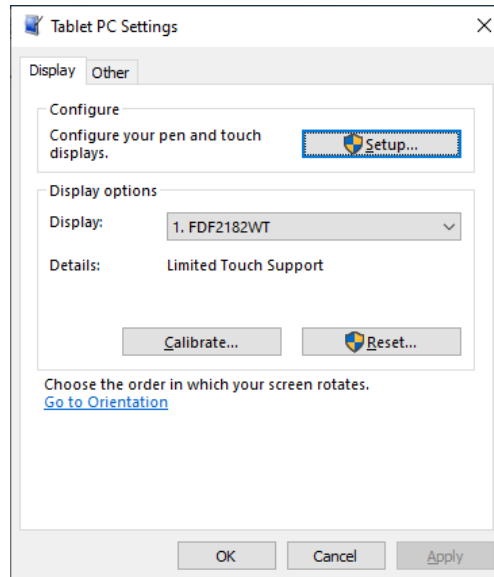 Tablet PC Settings
Display
Other
Configure
Configure your pen and touch
displays.
Setup...
Display options
Display:
1. FDF2182WT
Details:
Limited Touch Support
Calibrate...
Reset...
Choose the order in which your screen rotates.
Go to Orientation
OK
Cancel
Apply